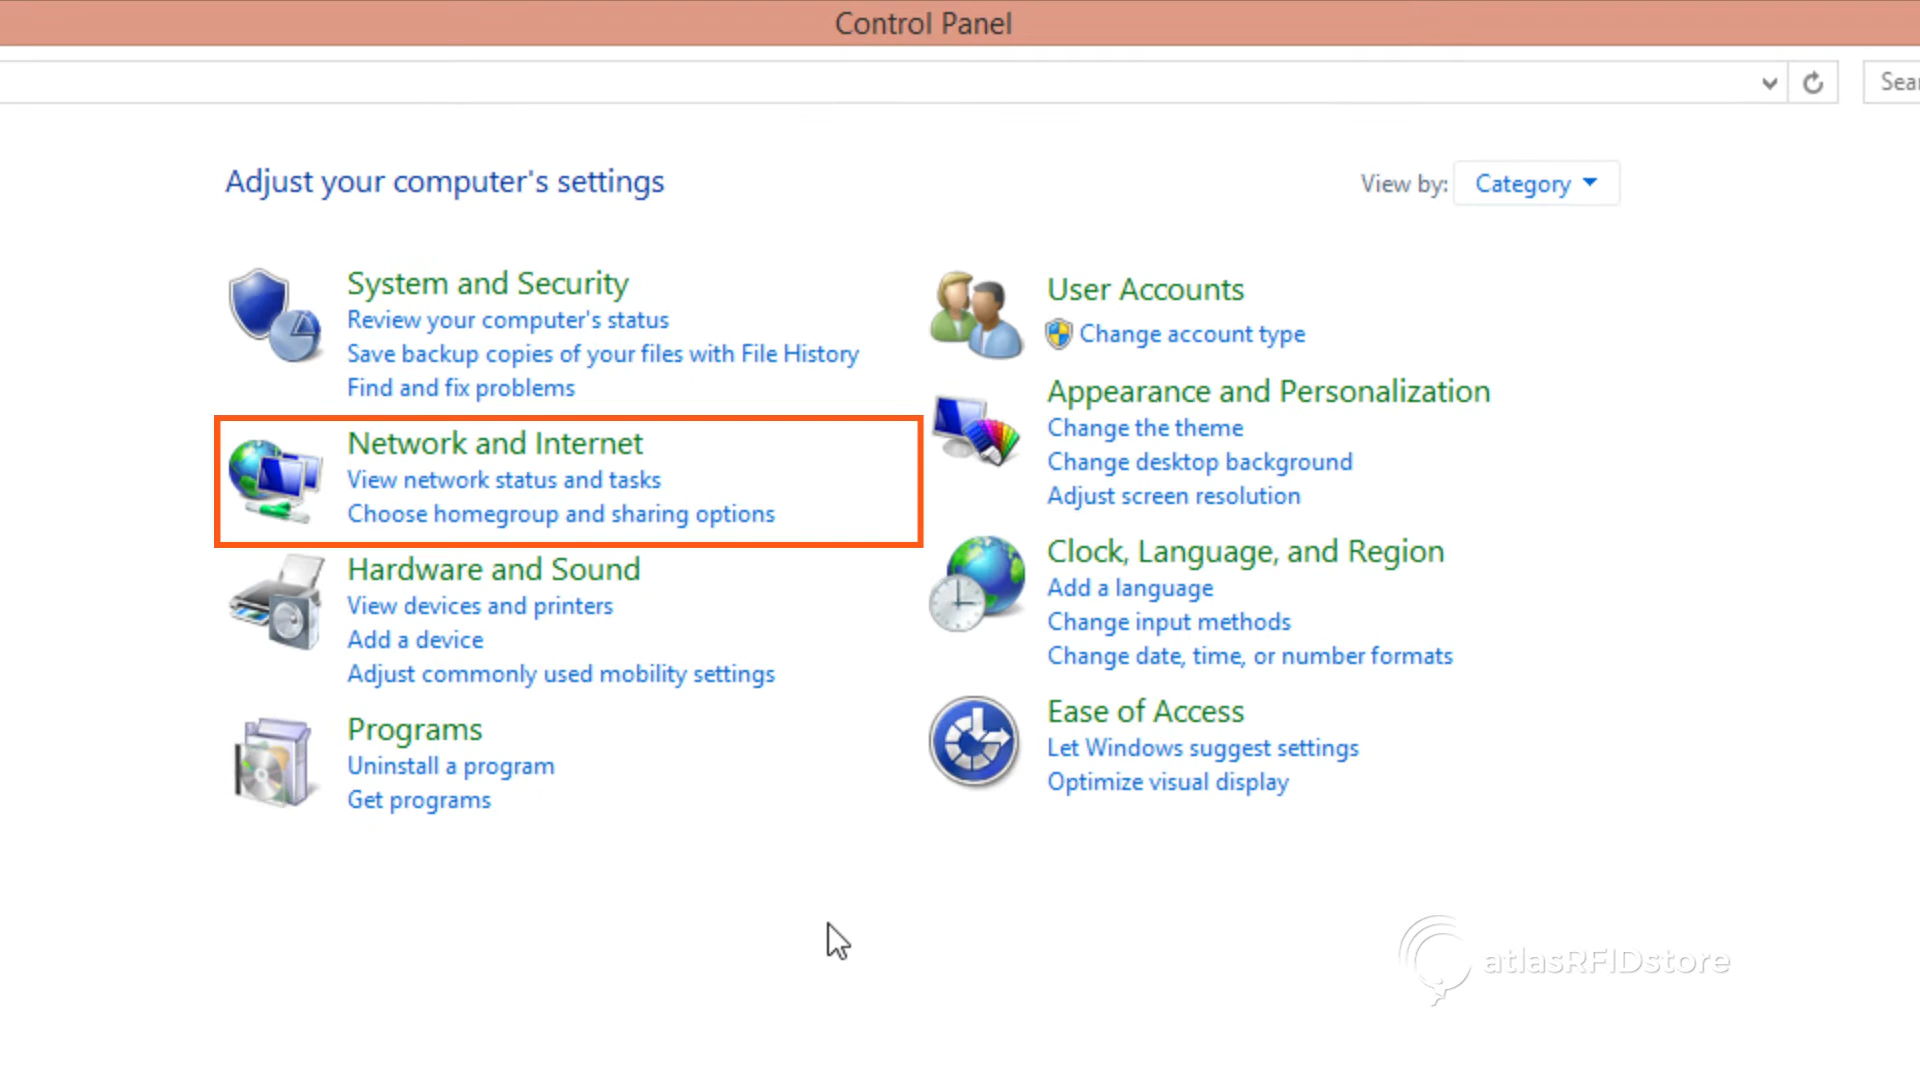 Control Panel
Adjust your computer's settings
View by: Category
System and Security
Review your computer's status
Save backup copies of your files with File History
Find and fix problems
Network and Internet
View network status and tasks
Choose homegroup and sharing options
Hardware and Sound
View devices and printers
Add a device
Adjust commonly used mobility settings
Programs
Uninstall a program
Get programs
User Accounts
Change account type
Appearance and Personalization
Change the theme
Change desktop background
Adjust screen resolution
Clock, Language, and Region
Add a language
Change input methods
Change date, time, or number formats
Ease of Access
Let Windows suggest settings
Optimize visual display
atlasRFIDstore